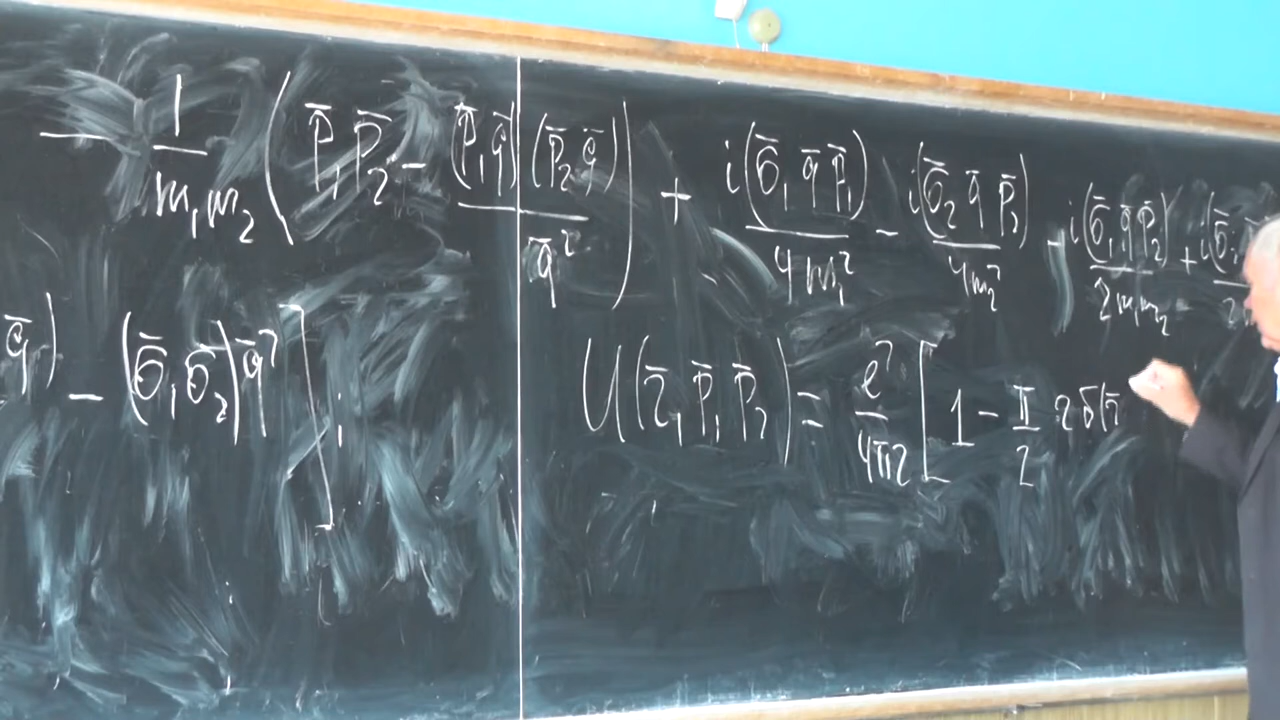 − 1/(m₁m₂) (p̄₁p̄₂ − (p̄₁q̄)(p̄₂q̄)/q̄²) + i(σ̄₁ q̄ p̄₁)/4m₁² − i(σ̄₂ q̄ p̄₂)/4m₂² − i(σ̄₁ q̄ p̄₂)/2m₁m₂ + i(σ̄
q̄) − (σ̄₁σ̄₂)q̄² ];
U(r̄, p̄₁, p̄₂) = e²/4πr [1 − π/2 r δ(r̄